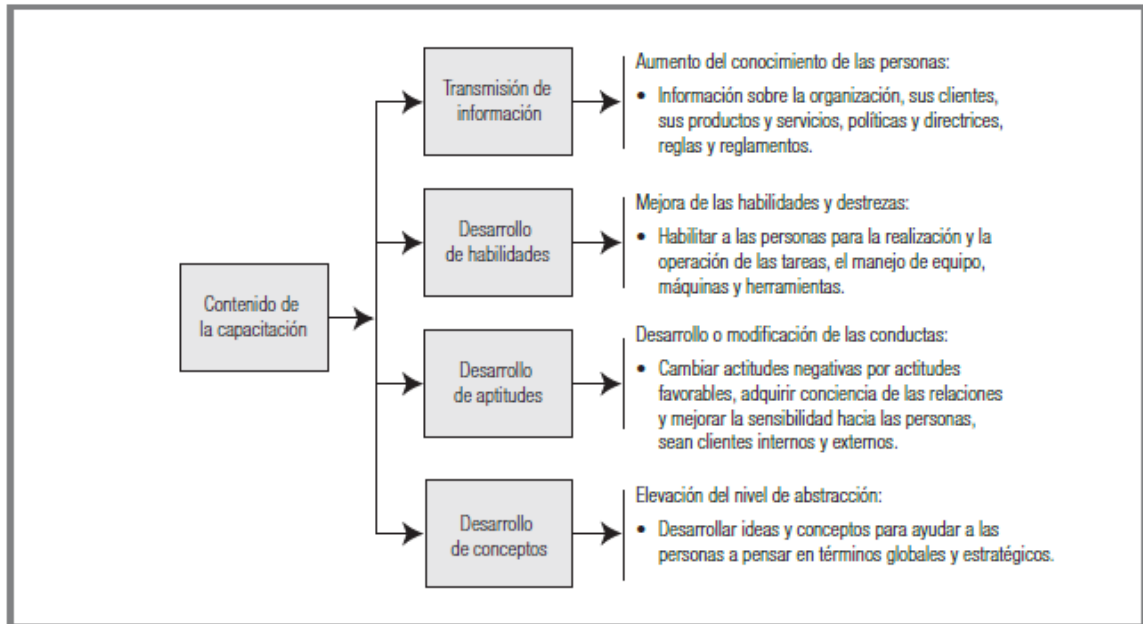 Contenido de
la capacitación
Transmisión de
información
Aumento del conocimiento de las personas:
• Información sobre la organización, sus clientes,
sus productos y servicios, políticas y directrices,
reglas y reglamentos.
Desarrollo
de habilidades
Mejora de las habilidades y destrezas:
• Habilitar a las personas para la realización y la
operación de las tareas, el manejo de equipo,
máquinas y herramientas.
Desarrollo
de aptitudes
Desarrollo o modificación de las conductas:
• Cambiar actitudes negativas por actitudes
favorables, adquirir conciencia de las relaciones
y mejorar la sensibilidad hacia las personas,
sean clientes internos y externos.
Desarrollo
de conceptos
Elevación del nivel de abstracción:
• Desarrollar ideas y conceptos para ayudar a las
personas a pensar en términos globales y estratégicos.